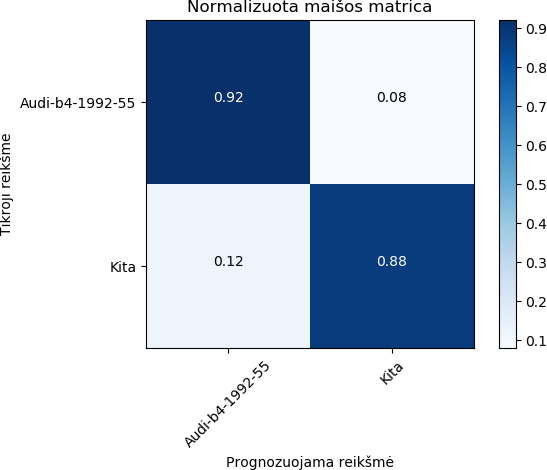 Normalizuota maišos matrica
Tikroji reikšmė
Audi-b4-1992-55
Kita
0.92
0.08
0.12
0.88
Audi-b4-1992-55
Kita
Prognozuojama reikšmė
0.9
0.8
0.7
0.6
0.5
0.4
0.3
0.2
0.1